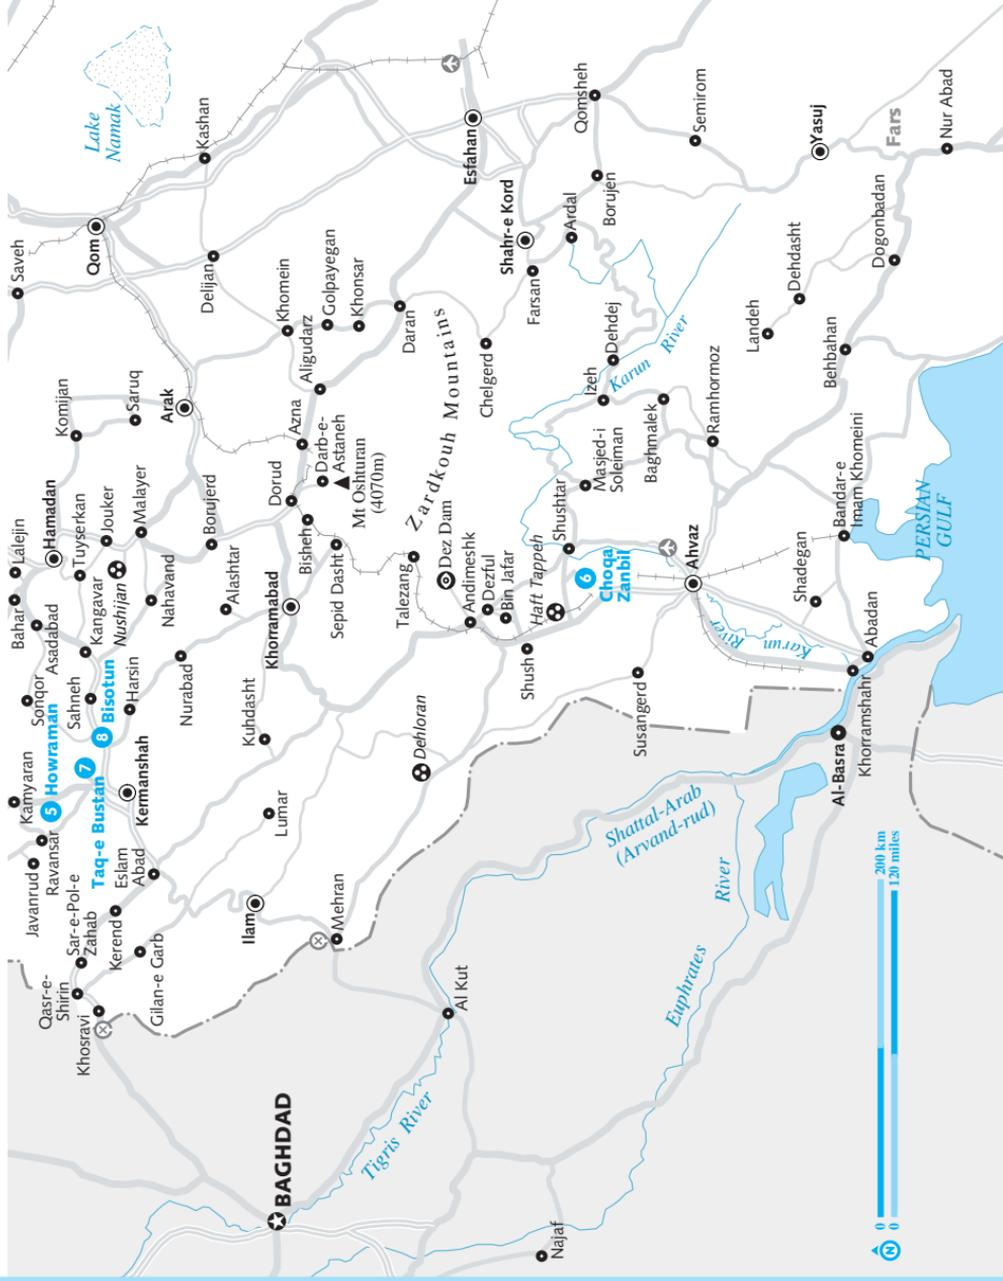 Lake
Namak
Saveh
Qom
Kashan
Delijan
Khomein
Golpayegan
Khonsar
Aligudarz
Daran
Esfahan
Qomsheh
Semirom
Shahr-e Kord
Borujen
Ardal
Farsan
Chelgerd
Yasuj
Fars
Nur Abad
Dogonbadan
Dehdasht
Landeh
Behbahan
Komijan
Saruq
Arak
Azna
Darb-e-
Astaneh
Mt Oshturan
(4070m)
Zardkouh Mountains
Dehdej
Izeh
Karun River
Baghmalek
Ramhormoz
Masjed-i
Soleiman
Lalejin
Hamadan
Tuyserkan
Jouker
Malayer
Borujerd
Dorud
Bisheh
Sepid Dasht
Talezang
Dez Dam
Andimeshk
Dezful
Bin Jafar
Haft Tappeh
Shushtar
6
Choqa
Zanbil
Ahvaz
Bandar-e
Imam Khomeini
PERSIAN
GULF
Shadegan
Abadan
Karun River
Khorramshahr
Bahar
Asadabad
Kangavar
Nushijan
Nahavand
Alashtar
Khorramabad
Sonqor
Sahneh
8
Bisotun
Harsin
Nurabad
Kuhdasht
Shush
Susangerd
Dehloran
Kamyaran
5
Howraman
7
Taq-e Bustan
Kermanshah
Lumar
Javanrud
Ravansar
Eslam
Abad
Sar-e-Pol-e
Zahab
Kerend
Gilan-e Garb
Ilam
Mehran
Qasr-e-
Shirin
Khosravi
Al Kut
Shattal-Arab
(Arvand-rud)
Al-Basra
Euphrates River
Tigris River
BAGHDAD
Najaf
N
0 200 km
0 120 miles